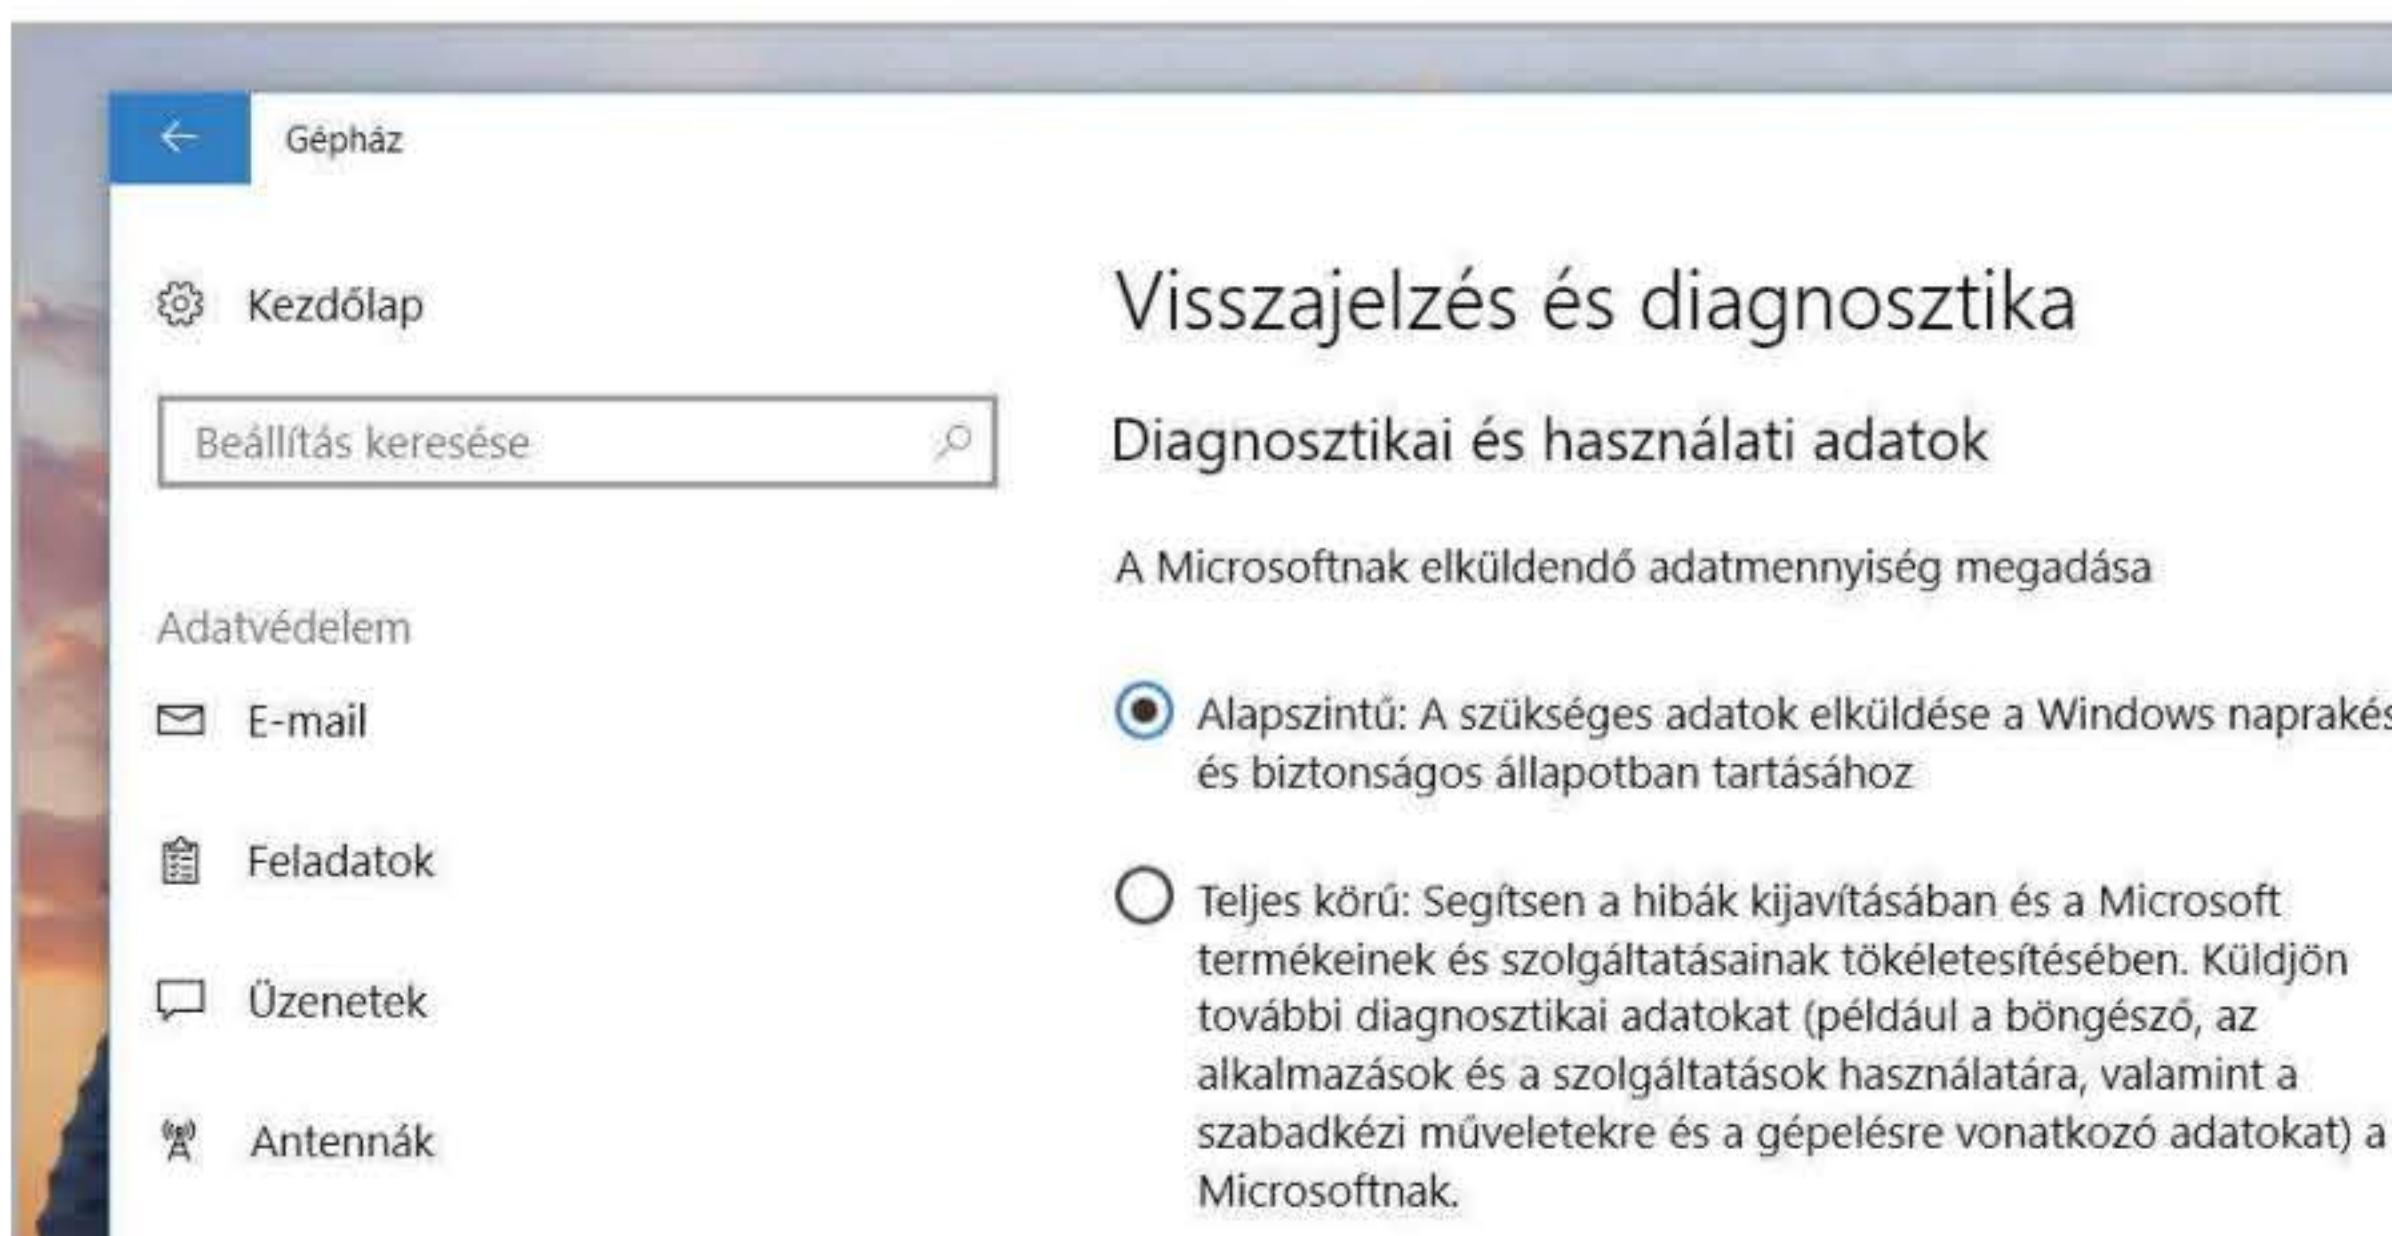 Gépház
Kezdőlap
Beállítás keresése
Adatvédelem
E-mail
Feladatok
Üzenetek
Antennák
Visszajelzés és diagnosztika
Diagnosztikai és használati adatok
A Microsoftnak elküldendő adatmennyiség megadása
Alapszintű: A szükséges adatok elküldése a Windows naprakés
és biztonságos állapotban tartásához
Teljes körű: Segítsen a hibák kijavításában és a Microsoft
termékeinek és szolgáltatásainak tökéletesítésében. Küldjön
további diagnosztikai adatokat (például a böngésző, az
alkalmazások és a szolgáltatások használatára, valamint a
szabadkézi műveletekre és a gépelésre vonatkozó adatokat) a
Microsoftnak.